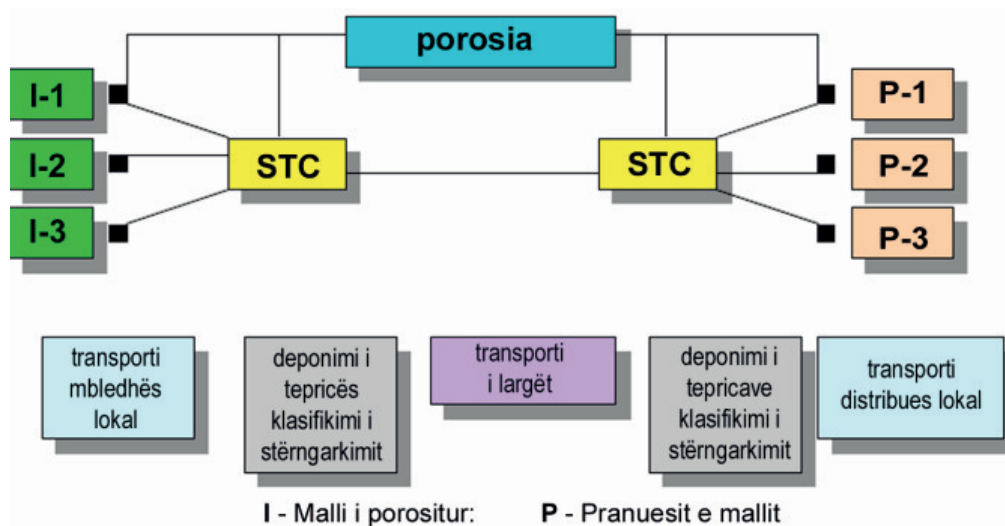 porosia
I-1
P-1
I-2
STC
STC
P-2
I-3
P-3
transporti
mbledhës
lokal
deponimi i
tepricës
klasifikimi i
stërngarkimit
transporti
i largët
deponimi i
tepricave
klasifikimi i
stërngarkimit
transporti
distribues lokal
I - Malli i porositur: P - Pranuesit e mallit